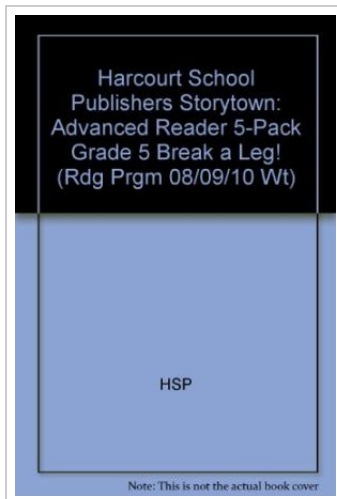 Harcourt School
Publishers Storytown:
Advanced Reader 5-Pack
Grade 5 Break a Leg!
(Rdg Prgm 08/09/10 Wt)
HSP
Note: This is not the actual book cover